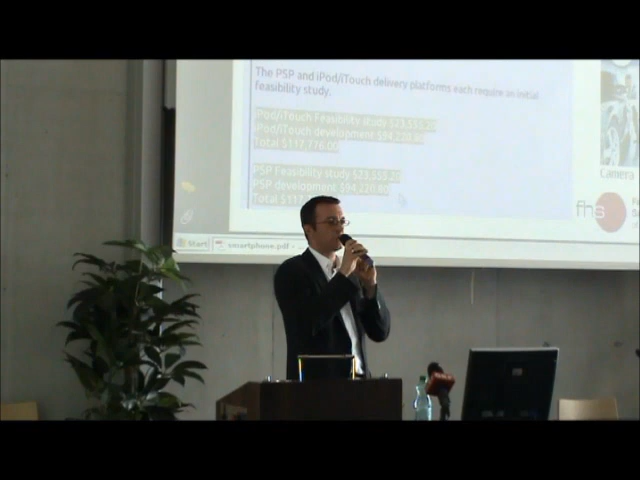 The PSP and iPod/iTouch delivery platforms each require an initial
feasibility study.
iPod/iTouch Feasibility study $23,555.20
iPod/iTouch development $94,220.80
Total $117,776.00
PSP Feasibility study $23,555.20
PSP development $94,220.80
Total
Camera
fhs
Start
smartphone.pdf